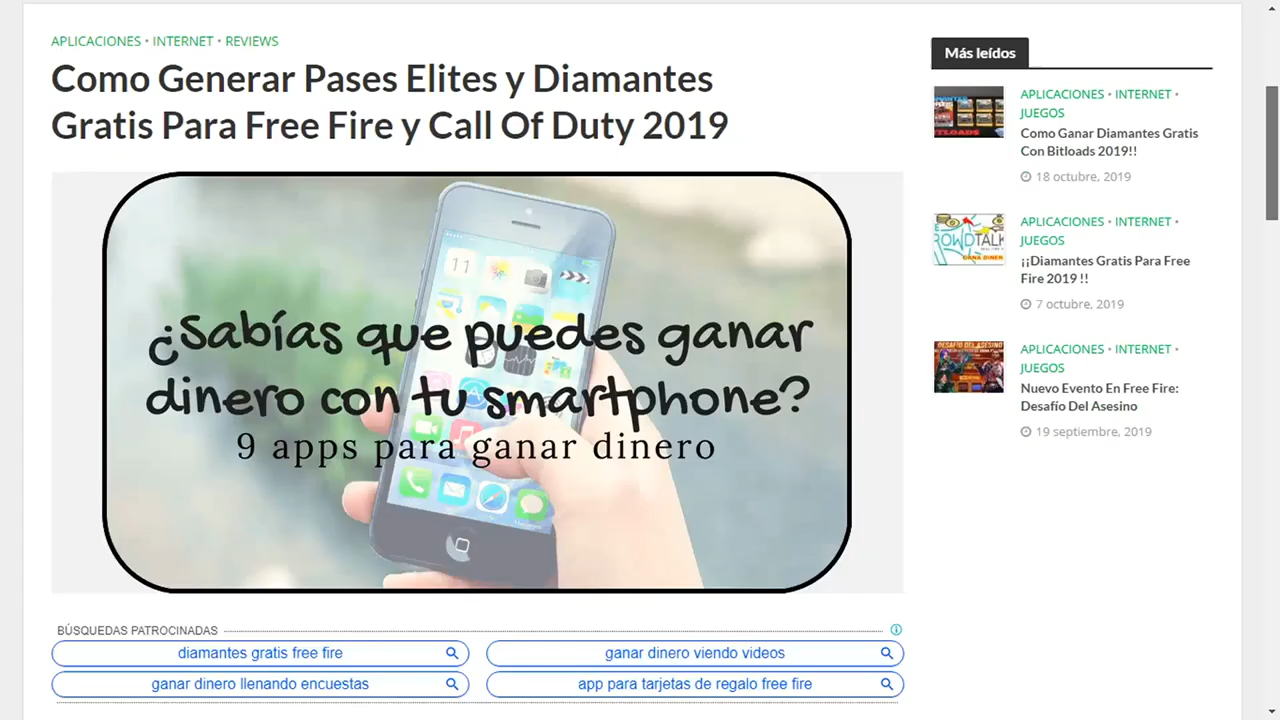 APLICACIONES • INTERNET • REVIEWS
Como Generar Pases Elites y Diamantes
Gratis Para Free Fire y Call Of Duty 2019
¿Sabías que puedes ganar
dinero con tu smartphone?
9 apps para ganar dinero
BÚSQUEDAS PATROCINADAS
diamantes gratis free fire
ganar dinero viendo videos
ganar dinero llenando encuestas
app para tarjetas de regalo free fire
Más leídos
APLICACIONES • INTERNET •
JUEGOS
Como Ganar Diamantes Gratis
Con Bitloads 2019!!
18 octubre, 2019
APLICACIONES • INTERNET •
JUEGOS
¡¡Diamantes Gratis Para Free
Fire 2019 !!
7 octubre, 2019
APLICACIONES • INTERNET •
JUEGOS
Nuevo Evento En Free Fire:
Desafío Del Asesino
19 septiembre, 2019